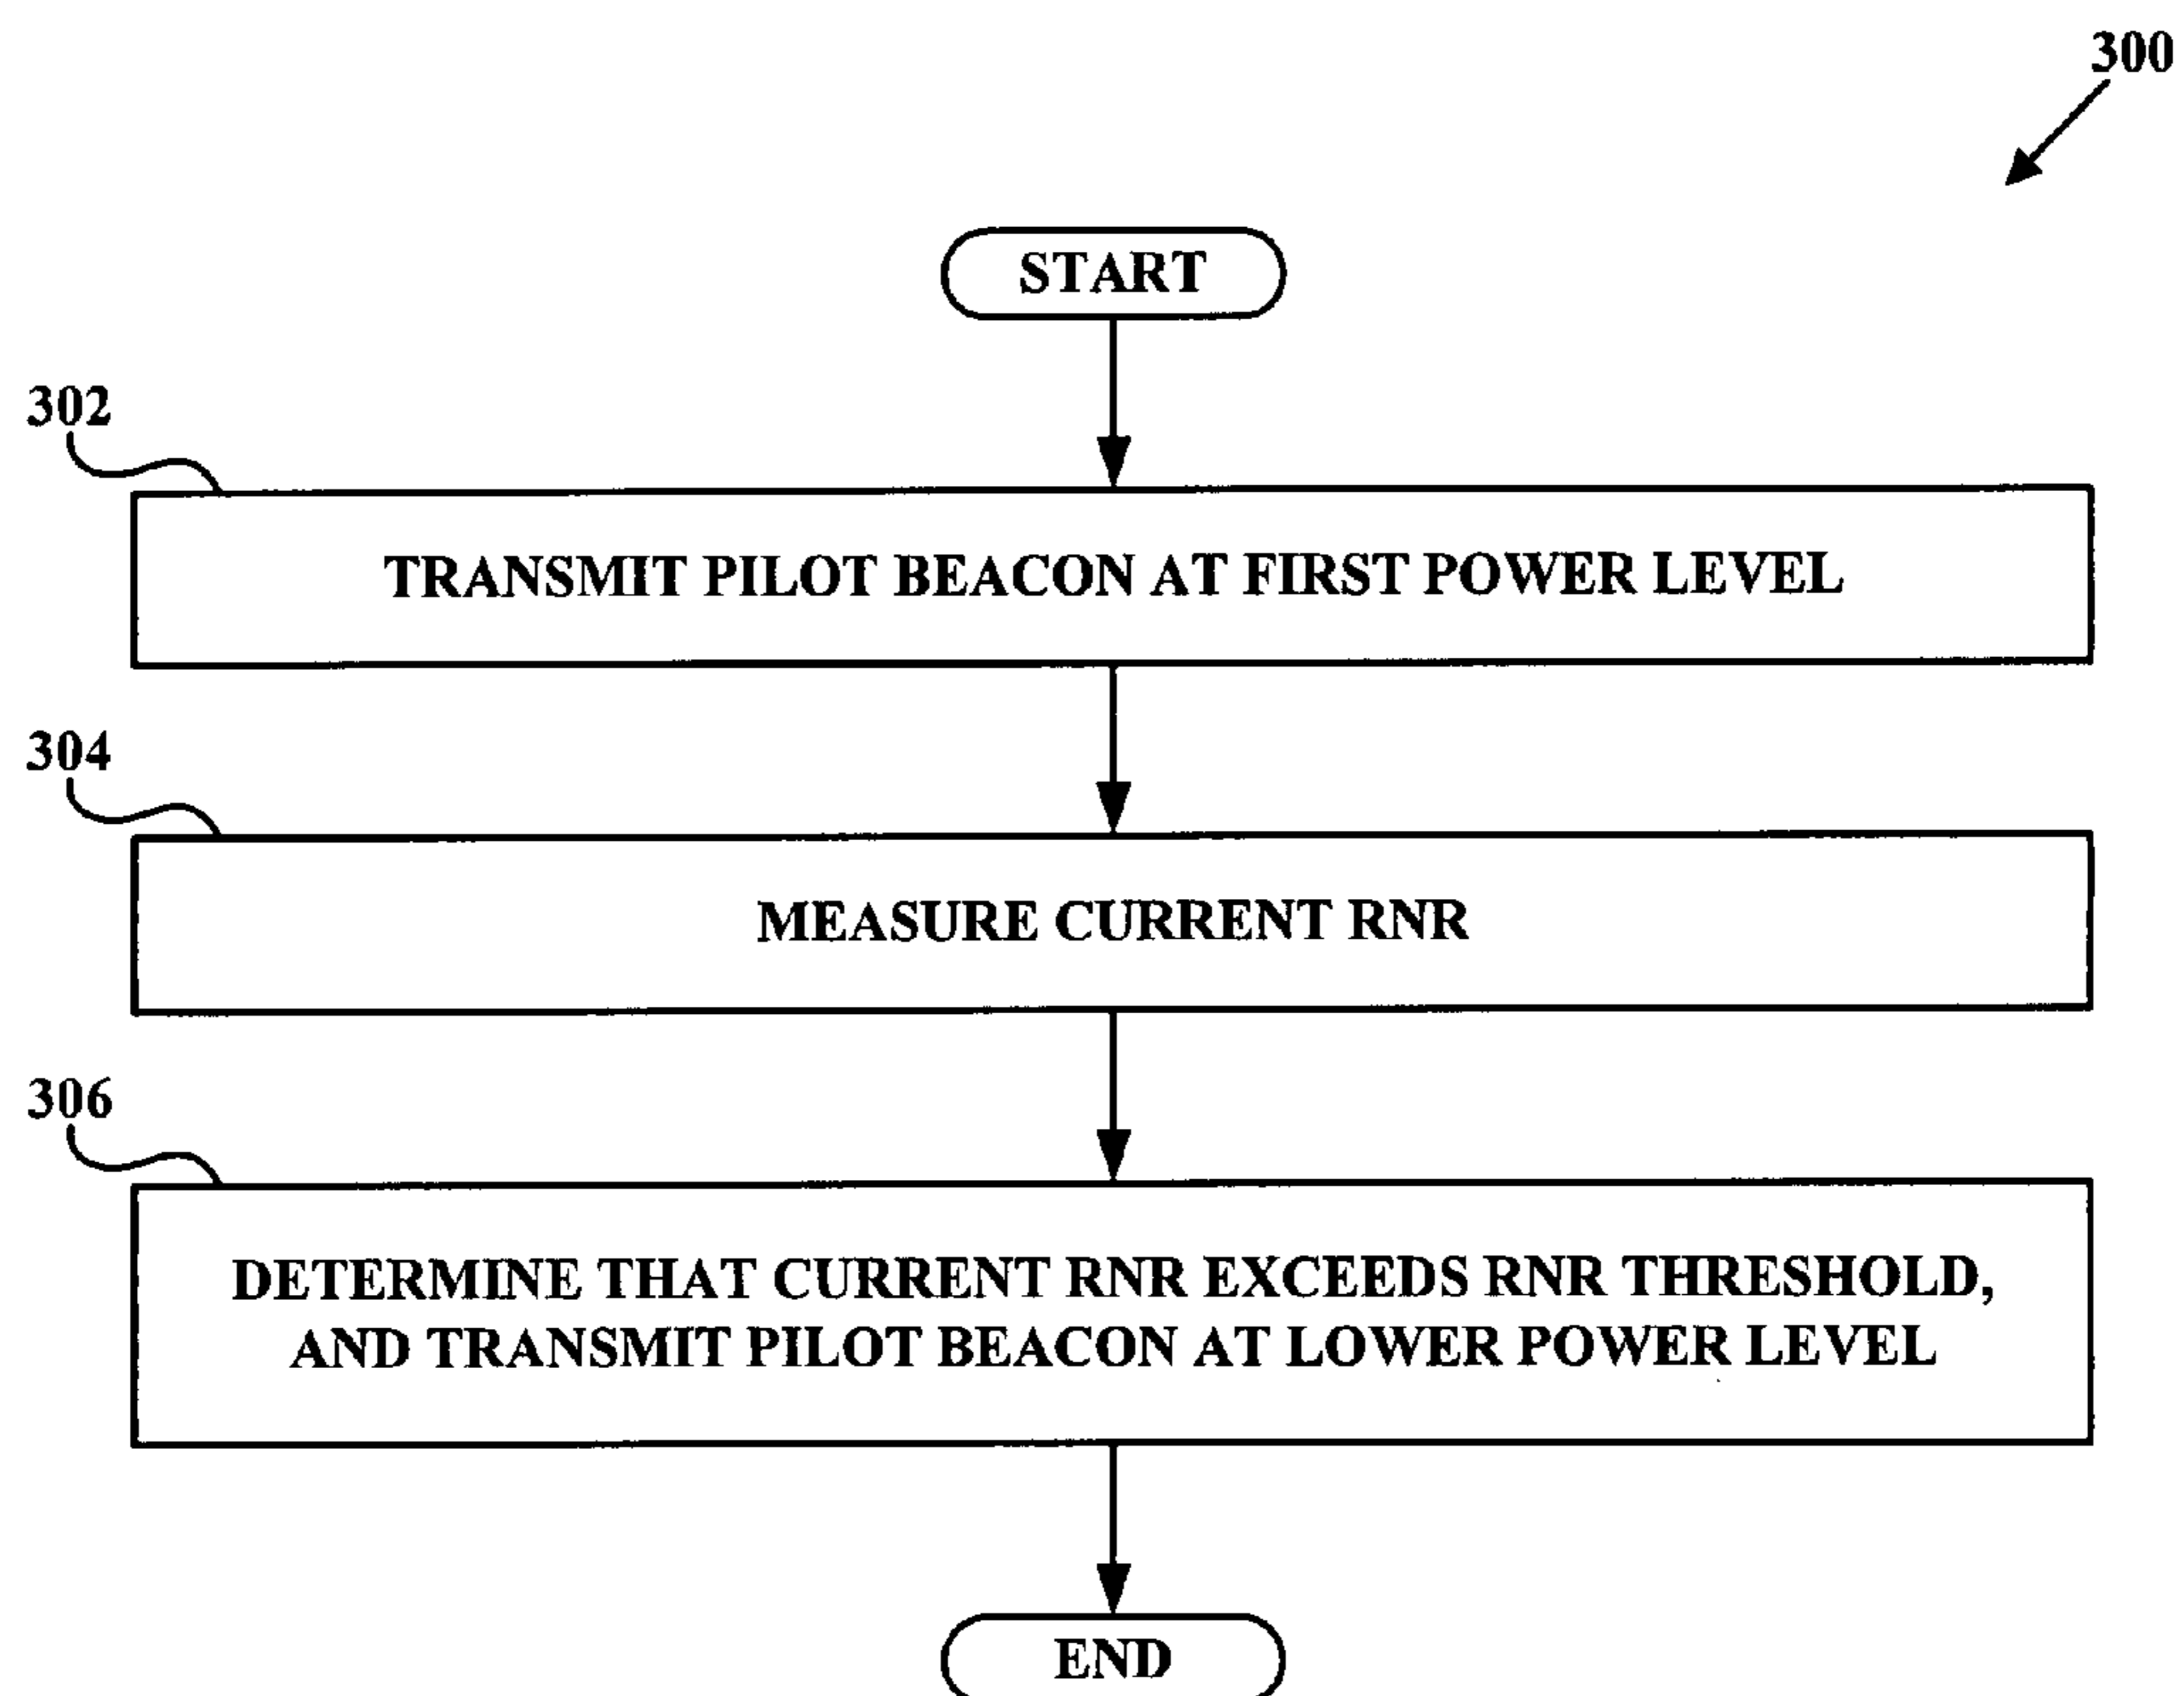 300
START
302
TRANSMIT PILOT BEACON AT FIRST POWER LEVEL
304
MEASURE CURRENT RNR
306
DETERMINE THAT CURRENT RNR EXCEEDS RNR THRESHOLD,
AND TRANSMIT PILOT BEACON AT LOWER POWER LEVEL
END